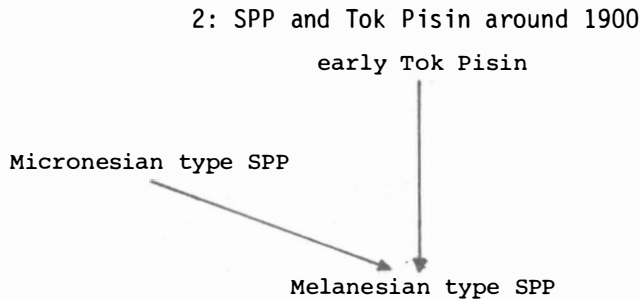 2: SPP and Tok Pisin around 1900
early Tok Pisin
Micronesian type SPP
Melanesian type SPP